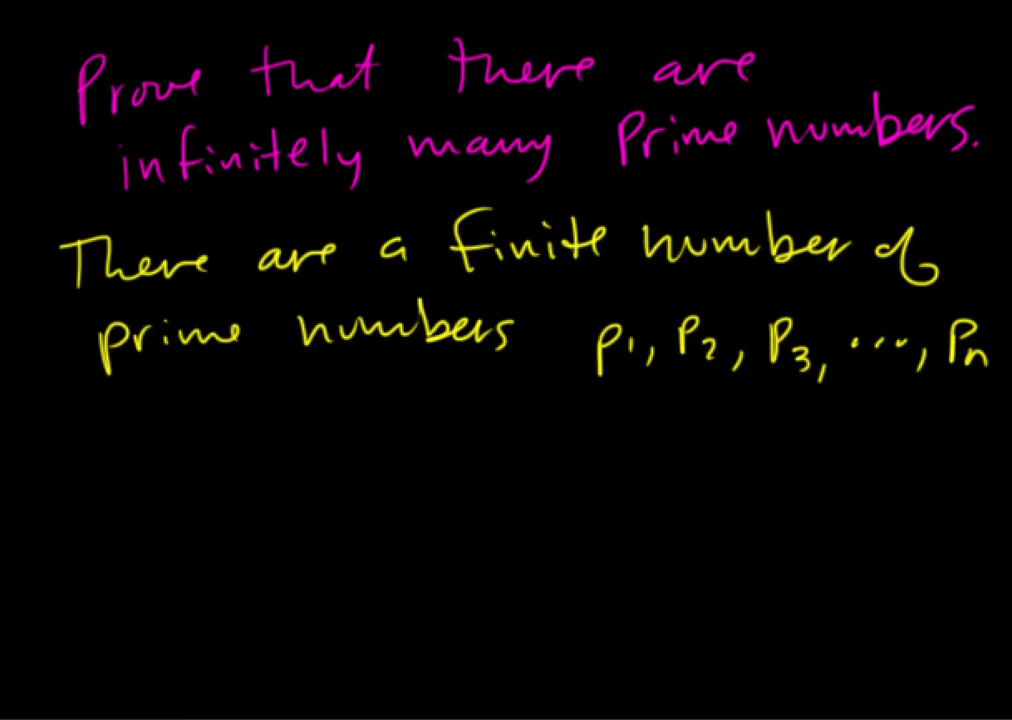 Prove that there are
infinitely many Prime numbers.
There are a finite number of
prime numbers P1, P2, P3, ..., Pn